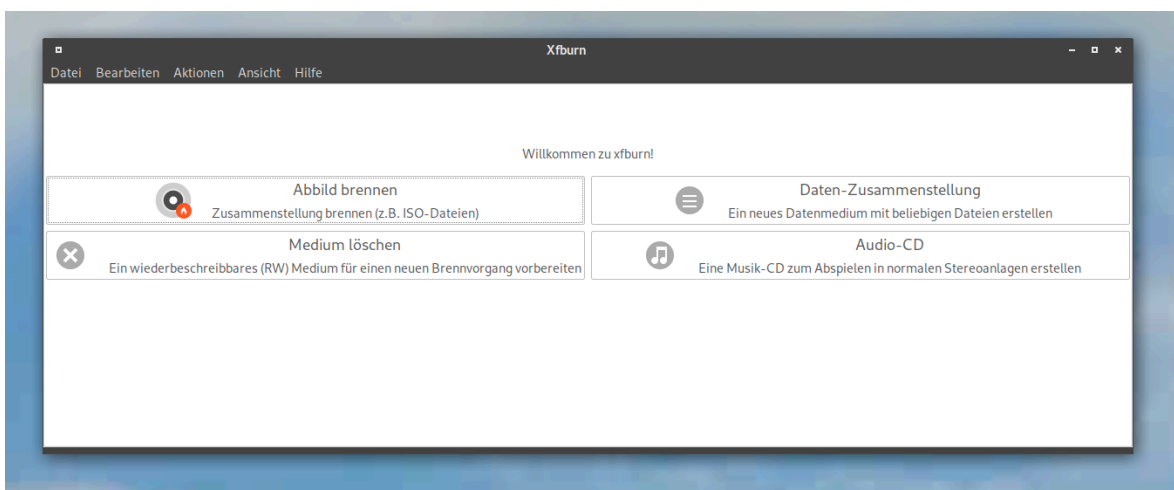 Xfburn
Datei Bearbeiten Aktionen Ansicht Hilfe
Willkommen zu xfburn!
Abbild brennen
Zusammenstellung brennen (z.B. ISO-Dateien)
Daten-Zusammenstellung
Ein neues Datenmedium mit beliebigen Dateien erstellen
Medium löschen
Ein wiederbeschreibbares (RW) Medium für einen neuen Brennvorgang vorbereiten
Audio-CD
Eine Musik-CD zum Abspielen in normalen Stereoanlagen erstellen